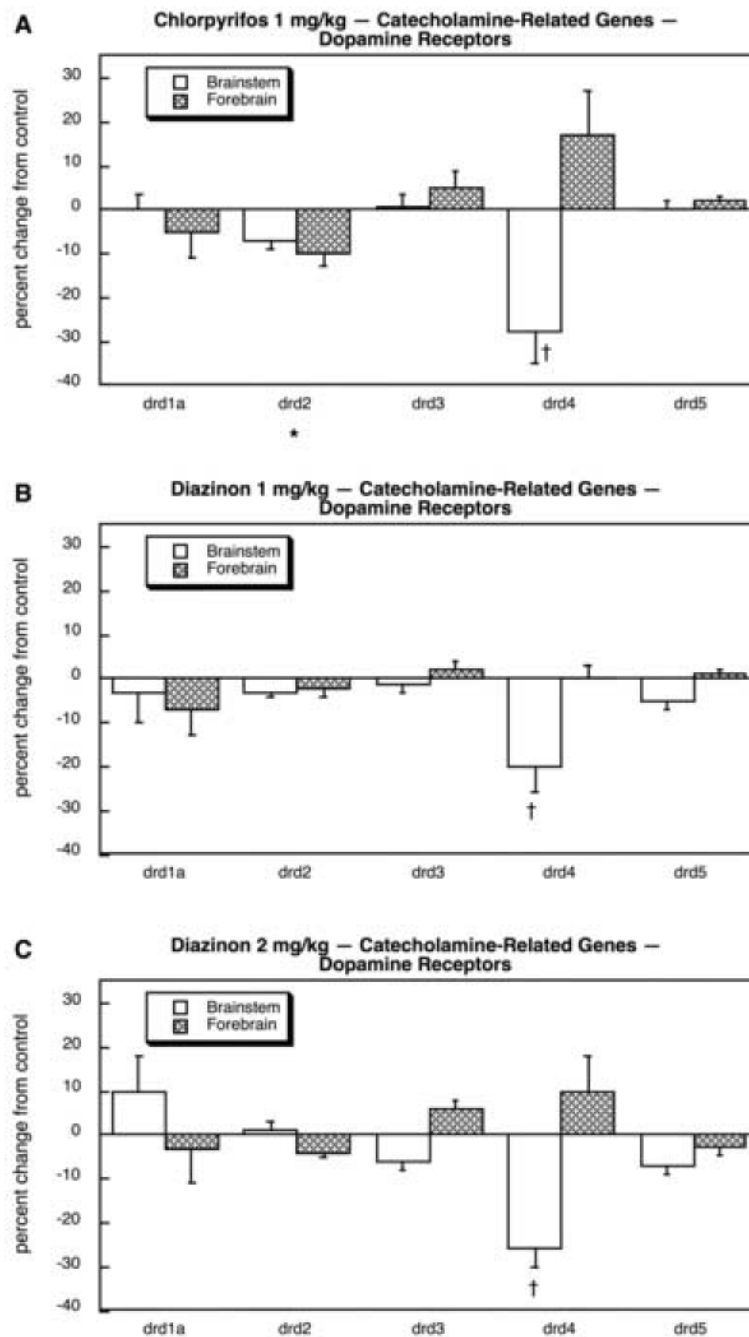 A
Chlorpyrifos 1 mg/kg — Catecholamine-Related Genes —
Dopamine Receptors
Brainstem
Forebrain
percent change from control
30
20
10
0
-10
-20
-30
-40
†
drd1a drd2 drd3 drd4 drd5
*
B
Diazinon 1 mg/kg — Catecholamine-Related Genes —
Dopamine Receptors
Brainstem
Forebrain
percent change from control
30
20
10
0
-10
-20
-30
-40
†
drd1a drd2 drd3 drd4 drd5
C
Diazinon 2 mg/kg — Catecholamine-Related Genes —
Dopamine Receptors
Brainstem
Forebrain
percent change from control
30
20
10
0
-10
-20
-30
-40
†
drd1a drd2 drd3 drd4 drd5